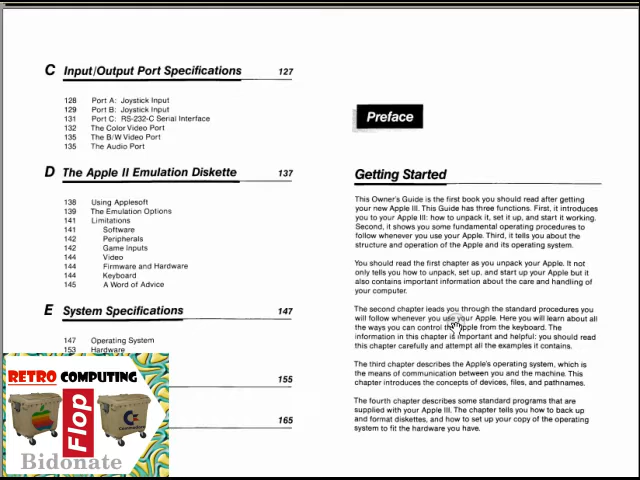 C Input/Output Port Specifications 127
128 Port A: Joystick Input
129 Port B: Joystick Input
131 Port C: RS-232-C Serial Interface
132 The Color Video Port
135 The B/W Video Port
135 The Audio Port
D The Apple II Emulation Diskette 137
138 Using Applesoft
139 The Emulation Options
141 Limitations
141 Software
142 Peripherals
142 Game Inputs
144 Video
144 Firmware and Hardware
144 Keyboard
145 A Word of Advice
E System Specifications 147
147 Operating System
153 Hardware
155
165
Preface
Getting Started
This Owner's Guide is the first book you should read after getting
your new Apple III. This Guide has three functions. First, it introduces
you to your Apple III: how to unpack it, set it up, and start it working.
Second, it shows you some fundamental operating procedures to
follow whenever you use your Apple. Third, it tells you about the
structure and operation of the Apple and its operating system.
You should read the first chapter as you unpack your Apple. It not
only tells you how to unpack, set up, and start up your Apple but it
also contains important information about the care and handling of
your computer.
The second chapter leads you through the standard procedures you
will follow whenever you use your Apple. Here you will learn about all
the ways you can control the Apple from the keyboard. The
information in this chapter is important and helpful: you should read
this chapter carefully and attempt all the examples it contains.
The third chapter describes the Apple's operating system, which is
the means of communication between you and the machine. This
chapter introduces the concepts of devices, files, and pathnames.
The fourth chapter describes some standard programs that are
supplied with your Apple III. The chapter tells you how to back up
and format diskettes, and how to set up your copy of the operating
system to fit the hardware you have.
RETRO COMPUTING
Flop
Commodore
Bidonate